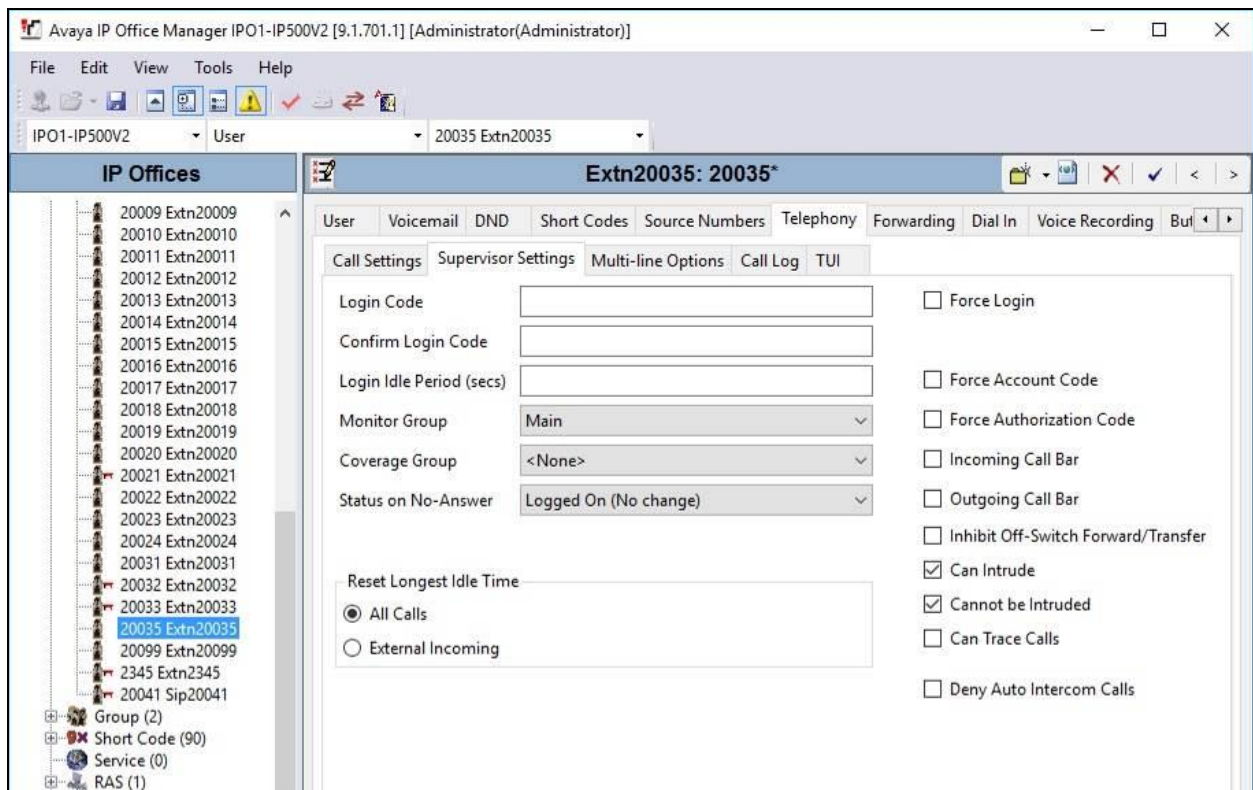 Avaya IP Office Manager IPO1-IP500V2 [9.1.701.1] [Administrator(Administrator)]
File Edit View Tools Help
IPO1-IP500V2 User 20035 Extn20035
IP Offices
20009 Extn20009
20010 Extn20010
20011 Extn20011
20012 Extn20012
20013 Extn20013
20014 Extn20014
20015 Extn20015
20016 Extn20016
20017 Extn20017
20018 Extn20018
20019 Extn20019
20020 Extn20020
20021 Extn20021
20022 Extn20022
20023 Extn20023
20024 Extn20024
20031 Extn20031
20032 Extn20032
20033 Extn20033
20035 Extn20035
20099 Extn20099
2345 Extn2345
20041 Sip20041
Group (2)
Short Code (90)
Service (0)
RAS (1)
Extn20035: 20035*
User Voicemail DND Short Codes Source Numbers Telephony Forwarding Dial In Voice Recording But
Call Settings Supervisor Settings Multi-line Options Call Log TUI
Login Code
Confirm Login Code
Login Idle Period (secs)
Monitor Group Main
Coverage Group <None>
Status on No-Answer Logged On (No change)
Reset Longest Idle Time
All Calls
External Incoming
Force Login
Force Account Code
Force Authorization Code
Incoming Call Bar
Outgoing Call Bar
Inhibit Off-Switch Forward/Transfer
Can Intrude
Cannot be Intruded
Can Trace Calls
Deny Auto Intercom Calls